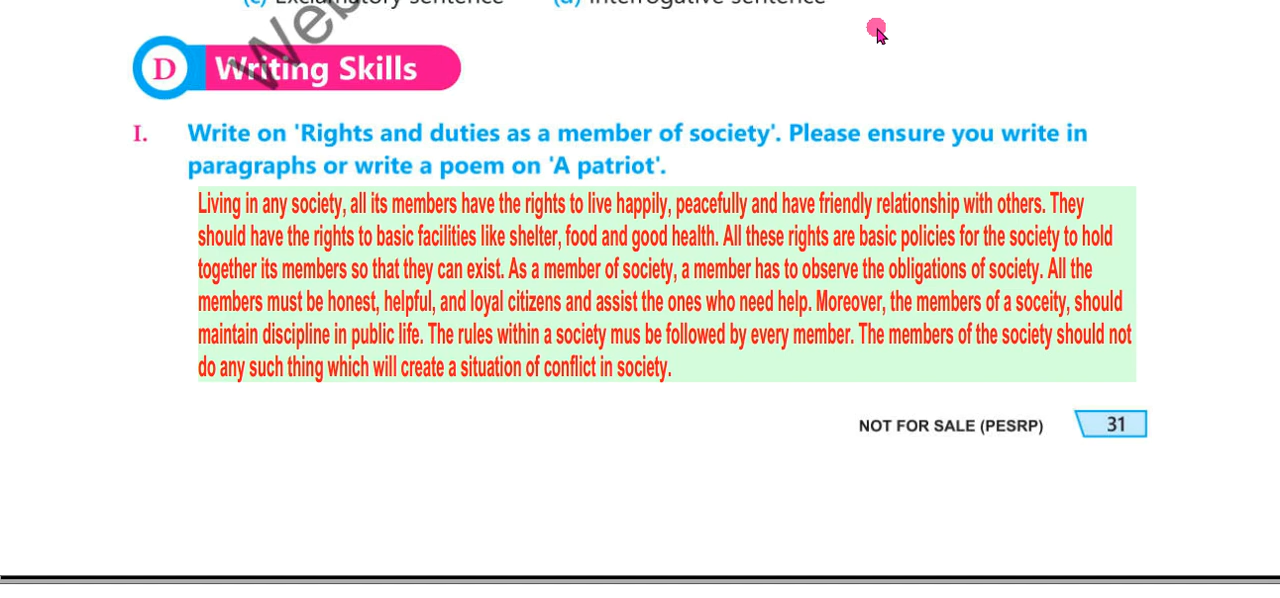 (c) Exclamatory sentence (d) Interrogative sentence
Web
D Writing Skills
I. Write on 'Rights and duties as a member of society'. Please ensure you write in
paragraphs or write a poem on 'A patriot'.
Living in any society, all its members have the rights to live happily, peacefully and have friendly relationship with others. They
should have the rights to basic facilities like shelter, food and good health. All these rights are basic policies for the society to hold
together its members so that they can exist. As a member of society, a member has to observe the obligations of society. All the
members must be honest, helpful, and loyal citizens and assist the ones who need help. Moreover, the members of a soceity, should
maintain discipline in public life. The rules within a society mus be followed by every member. The members of the society should not
do any such thing which will create a situation of conflict in society.
NOT FOR SALE (PESRP) 31